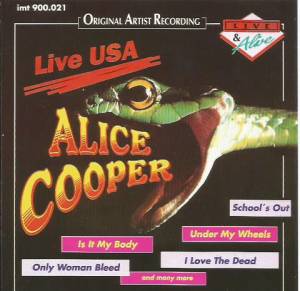 imt 900.021
ORIGINAL ARTIST RECORDING
LIVE
& Alive
Live USA
ALICE
COOPER
School's Out
Is It My Body
Under My Wheels
Only Woman Bleed
I Love The Dead
and many more